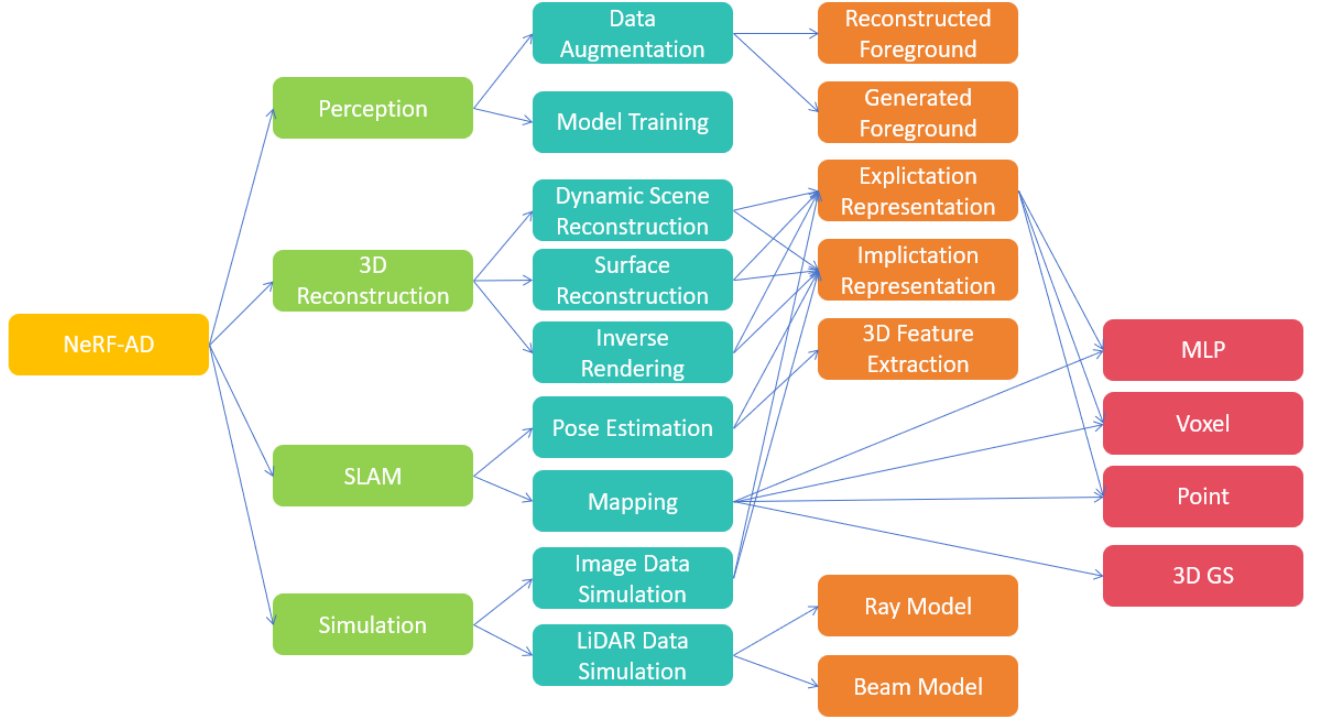 NeRF-AD
Perception
3D
Reconstruction
SLAM
Simulation
Data
Augmentation
Model Training
Dynamic Scene
Reconstruction
Surface
Reconstruction
Inverse
Rendering
Pose Estimation
Mapping
Image Data
Simulation
LiDAR Data
Simulation
Reconstructed
Foreground
Generated
Foreground
Explictation
Representation
Implictation
Representation
3D Feature
Extraction
Ray Model
Beam Model
MLP
Voxel
Point
3D GS